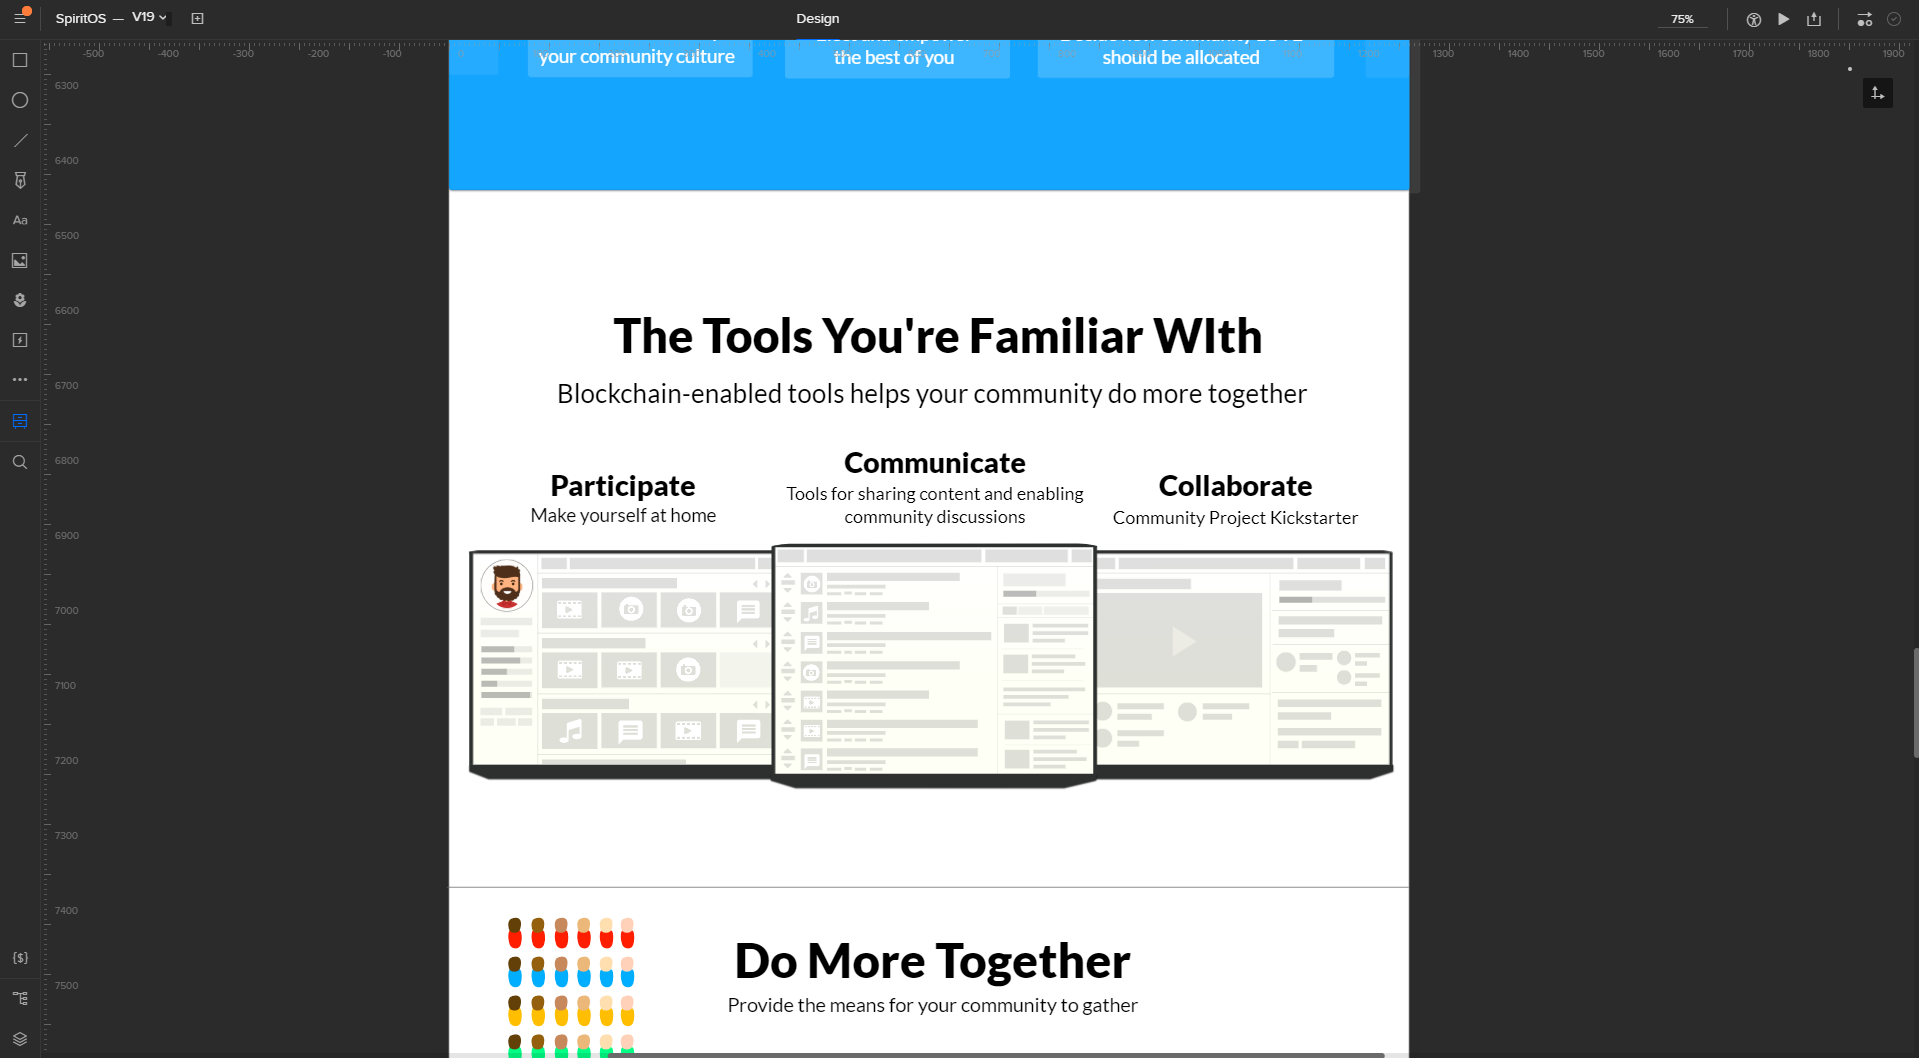 SpiritOS — V19
Design
75%
-500 -400 -300 -200 -100 0 400 1200 1300 1400 1500 1600 1700 1800 1900
your community culture
the best of you
should be allocated
6300
6400
6500
6600
6700
6800
6900
7000
7100
7200
7300
7400
7500
Aa
{$}
The Tools You're Familiar WIth
Blockchain-enabled tools helps your community do more together
Participate
Make yourself at home
Communicate
Tools for sharing content and enabling
community discussions
Collaborate
Community Project Kickstarter
Do More Together
Provide the means for your community to gather